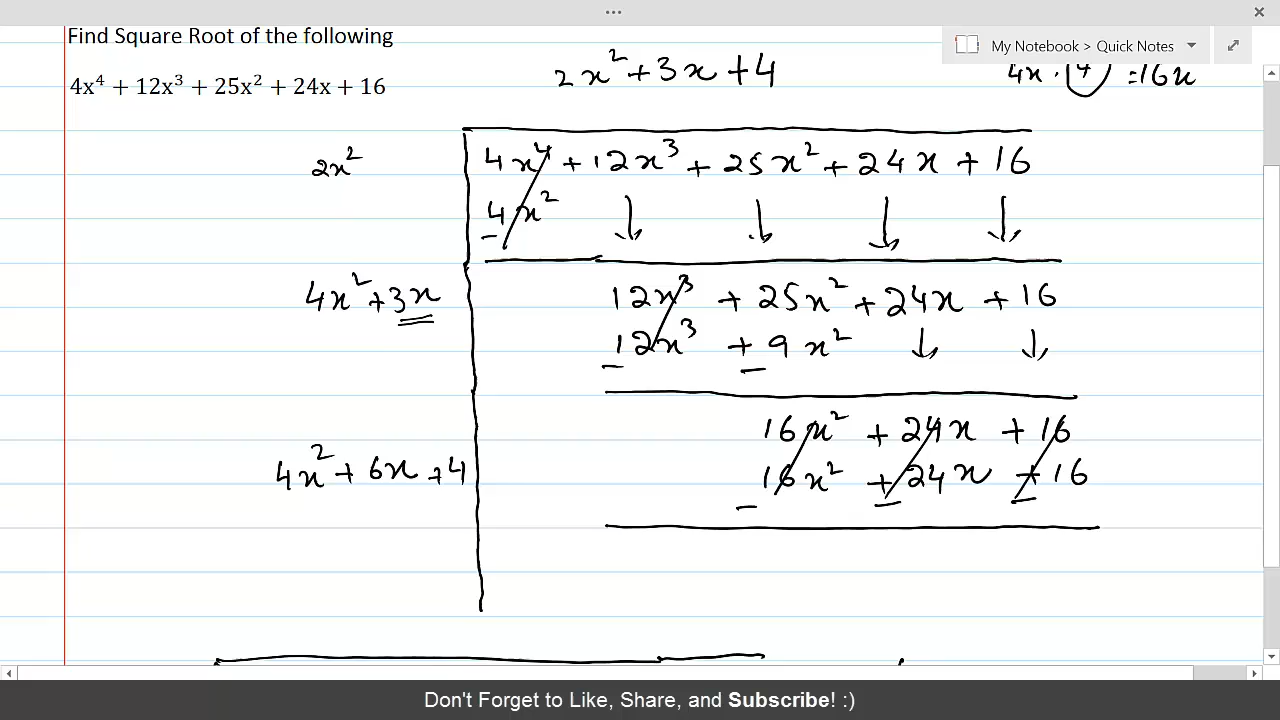 ...
×
Find Square Root of the following
My Notebook > Quick Notes
4x⁴ + 12x³ + 25x² + 24x + 16
2x² + 3x + 4
4x · 4 = 16x
2x² 4x⁴ + 12x³ + 25x² + 24x + 16
4x²
−
4x² + 3x 12x³ + 25x² + 24x + 16
12x³ + 9x²
− −
16x² + 24x + 16
4x² + 6x + 4 16x² + 24x + 16
− − −
Don't Forget to Like, Share, and Subscribe! :)